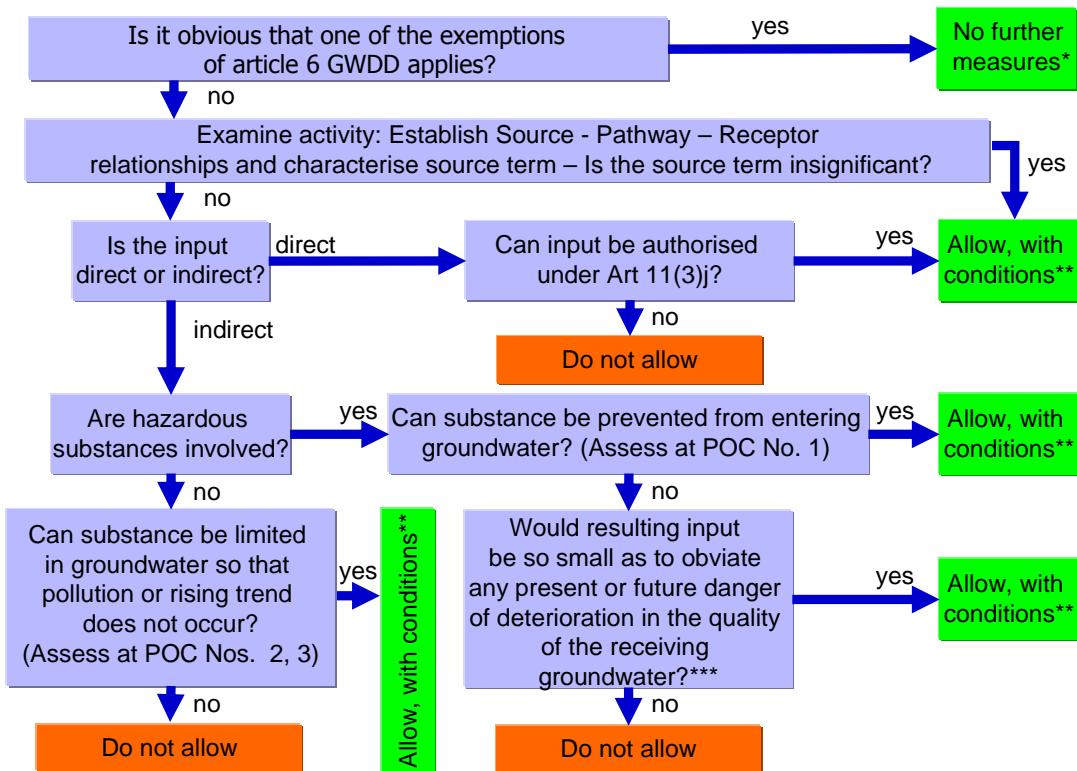 Is it obvious that one of the exemptions
of article 6 GWDD applies?
yes
No further
measures*
no
Examine activity: Establish Source - Pathway – Receptor
relationships and characterise source term – Is the source term insignificant?
yes
no
Is the input
direct or indirect?
direct
Can input be authorised
under Art 11(3)j?
yes
Allow, with
conditions**
no
Do not allow
indirect
Are hazardous
substances involved?
yes
Can substance be prevented from entering
groundwater? (Assess at POC No. 1)
yes
Allow, with
conditions**
no
no
Can substance be limited
in groundwater so that
pollution or rising trend
does not occur?
(Assess at POC Nos. 2, 3)
yes
Allow, with conditions**
Would resulting input
be so small as to obviate
any present or future danger
of deterioration in the quality
of the receiving
groundwater?***
yes
Allow, with
conditions**
no
Do not allow
no
Do not allow